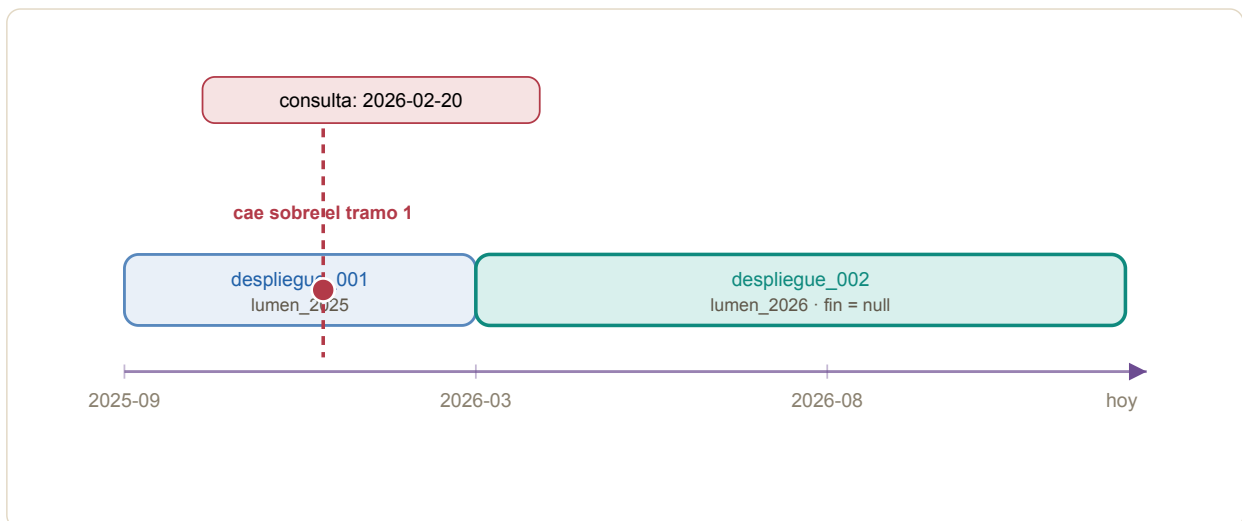 consulta: 2026-02-20
cae sobre el tramo 1
despliegue_001
lumen_2025
despliegue_002
lumen_2026 · fin = null
2025-09
2026-03
2026-08
hoy